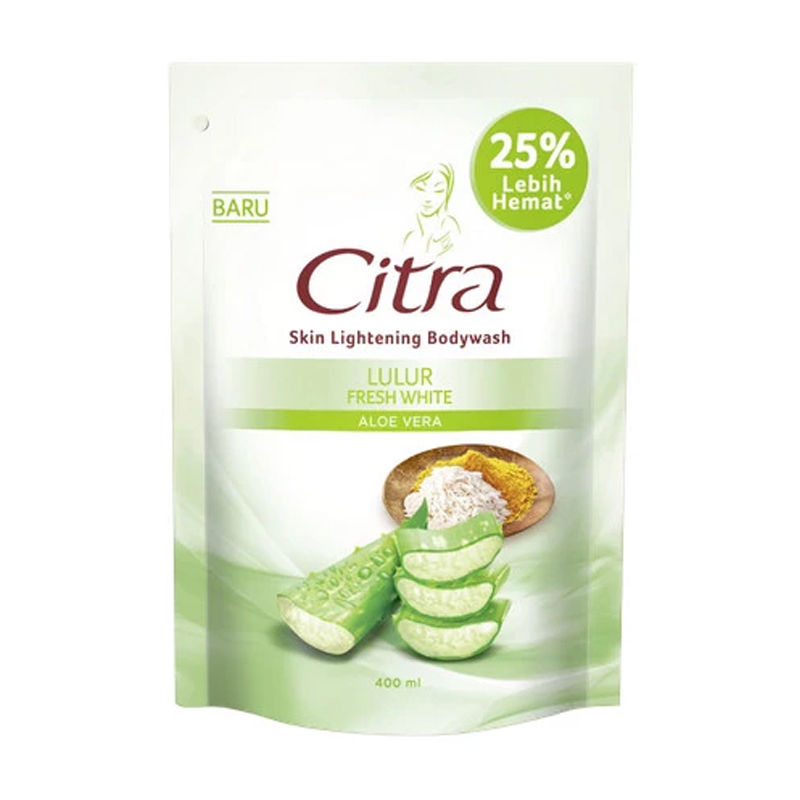 25%
Lebih
Hemat*
BARU
Citra
Skin Lightening Bodywash
LULUR
FRESH WHITE
ALOE VERA
400 ml